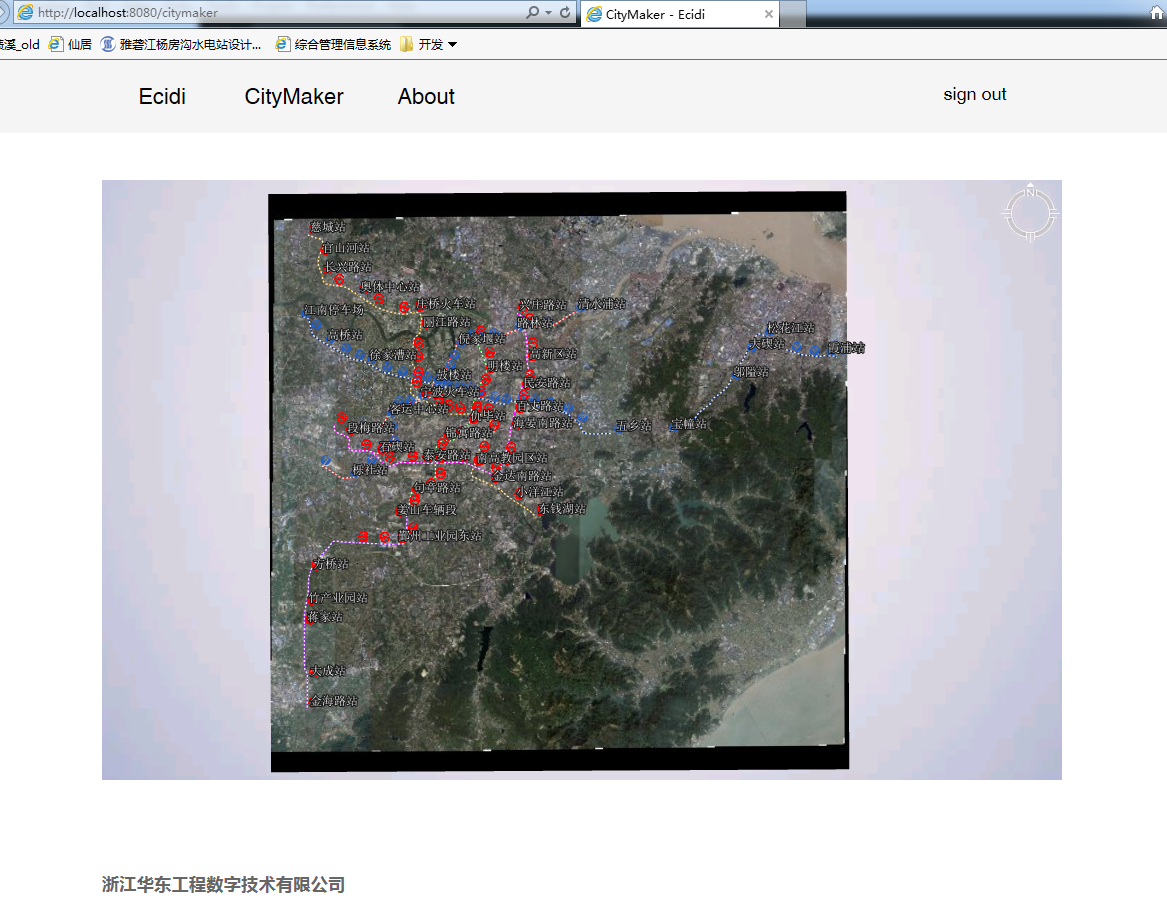 http://localhost:8080/citymaker
CityMaker - Ecidi
溪_old
仙居
雅砻江杨房沟水电站设计...
综合管理信息系统
开发
Ecidi
CityMaker
About
sign out
N
慈城站
官山河站
长兴路站
奥体中心站
庄桥火车站
兴庄路站
清水浦站
江南停车场
丽江路站
路林站
松花江站
高桥站
倪家堰站
大碶站
霞浦站
徐家漕站
高新区站
明楼站
邬隘站
鼓楼站
民安路站
宁波火车站
客运中心站
百丈路站
仇毕站
海晏南路站
五乡站
宝幢站
段梅路站
锦寓路站
石碶站
泰安路站
南高教园区站
栎社站
金达南路站
句章路站
小洋江站
姜山车辆段
东钱湖站
鄞州工业园东站
方桥站
竹产业园站
蒋家站
大成站
金海路站
浙江华东工程数字技术有限公司